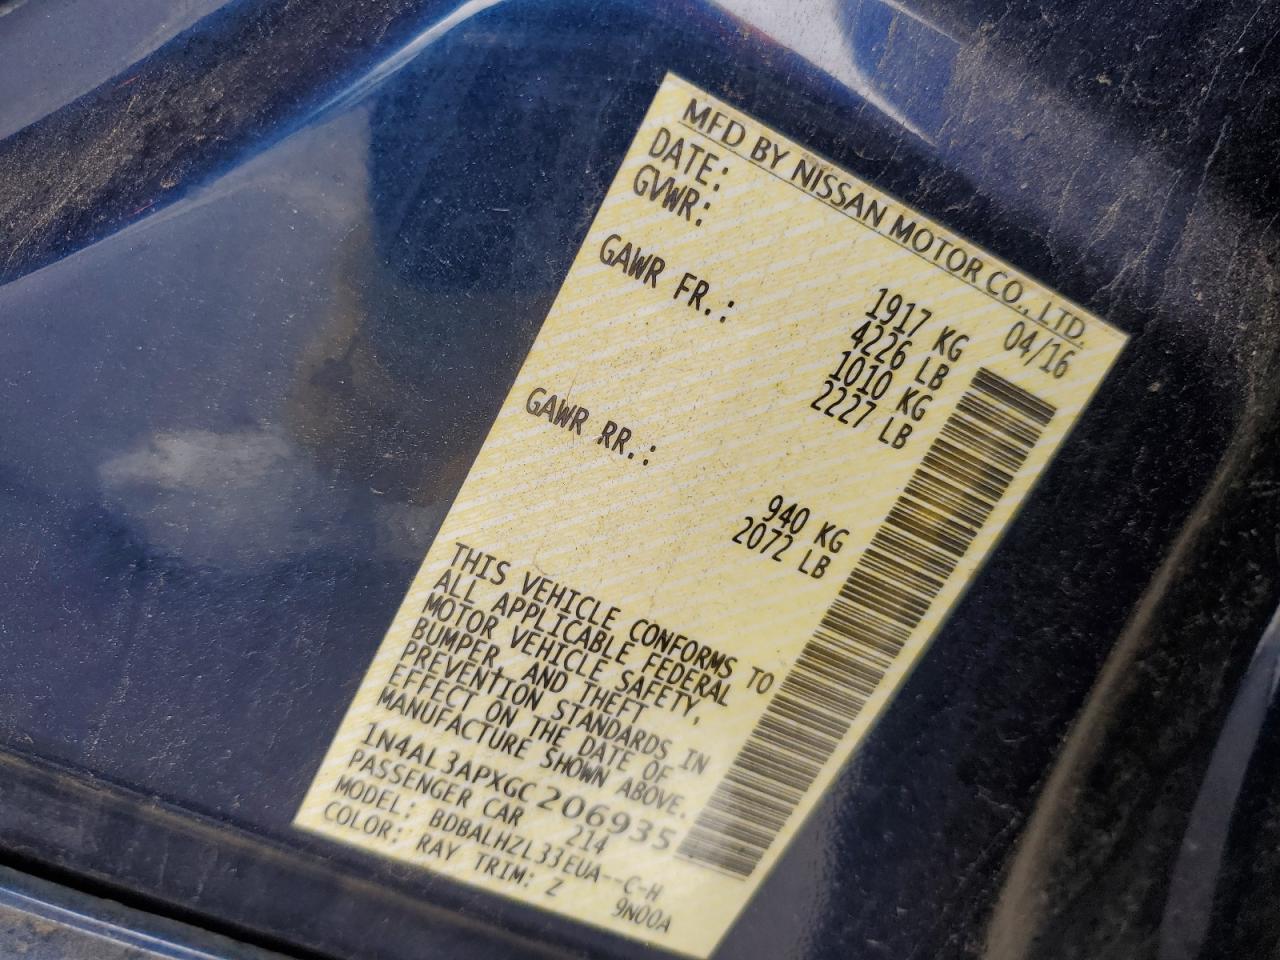 MFD BY NISSAN MOTOR CO., LTD.
DATE: 04/16
GVWR: 1917 KG
4226 LB
GAWR FR.: 1010 KG
2227 LB
GAWR RR.: 940 KG
2072 LB
THIS VEHICLE CONFORMS TO
ALL APPLICABLE FEDERAL
MOTOR VEHICLE SAFETY,
BUMPER, AND THEFT
PREVENTION STANDARDS IN
EFFECT ON THE DATE OF
MANUFACTURE SHOWN ABOVE.
1N4AL3APXGC206935
PASSENGER CAR 214
MODEL: BDBALHZL33EUA--C-H
COLOR: RAY TRIM: Z 9N00A